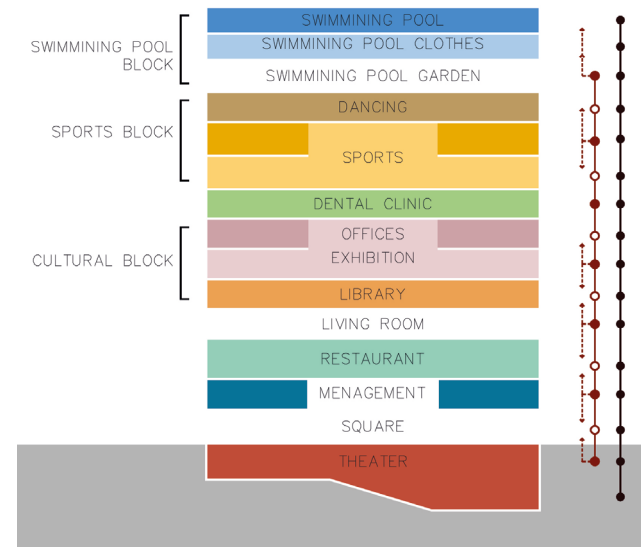 SWIMMINING POOL
SWIMMINING POOL CLOTHES
SWIMMINING POOL
BLOCK
SWIMMINING POOL GARDEN
DANCING
SPORTS BLOCK
SPORTS
DENTAL CLINIC
OFFICES
CULTURAL BLOCK
EXHIBITION
LIBRARY
LIVING ROOM
RESTAURANT
MENAGEMENT
SQUARE
THEATER